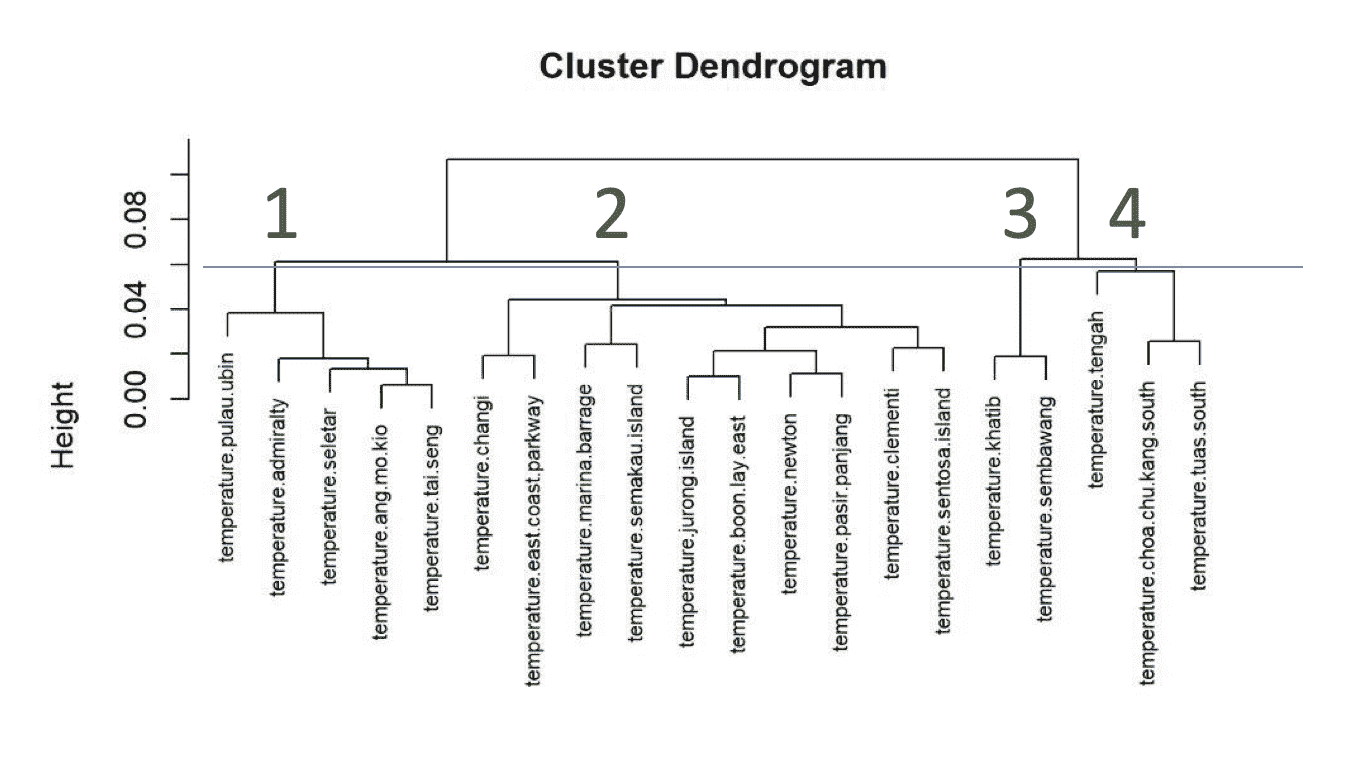 Cluster Dendrogram
1 2 3 4
0.08
0.04
0.00
Height
temperature.pulau.ubin
temperature.admiralty
temperature.seletar
temperature.ang.mo.kio
temperature.tai.seng
temperature.changi
temperature.east.coast.parkway
temperature.marina.barrage
temperature.semakau.island
temperature.jurong.island
temperature.boon.lay.east
temperature.newton
temperature.pasir.panjang
temperature.clementi
temperature.sentosa.island
temperature.khatib
temperature.sembawang
temperature.tengah
temperature.choa.chu.kang.south
temperature.tuas.south